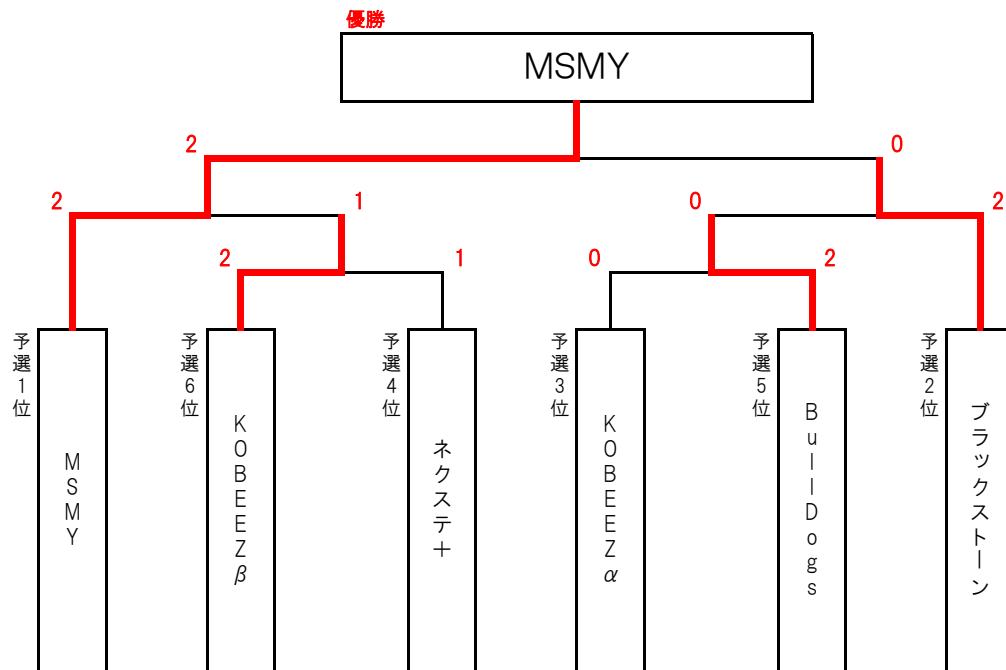 優勝
MSMY
2
0
2
1
0
2
2
1
0
2
予選1位
予選6位
予選4位
予選3位
予選5位
予選2位
MSMY
KOBEEZβ
ネクステ＋
KOBEEZα
BullDogs
ブラックストーン